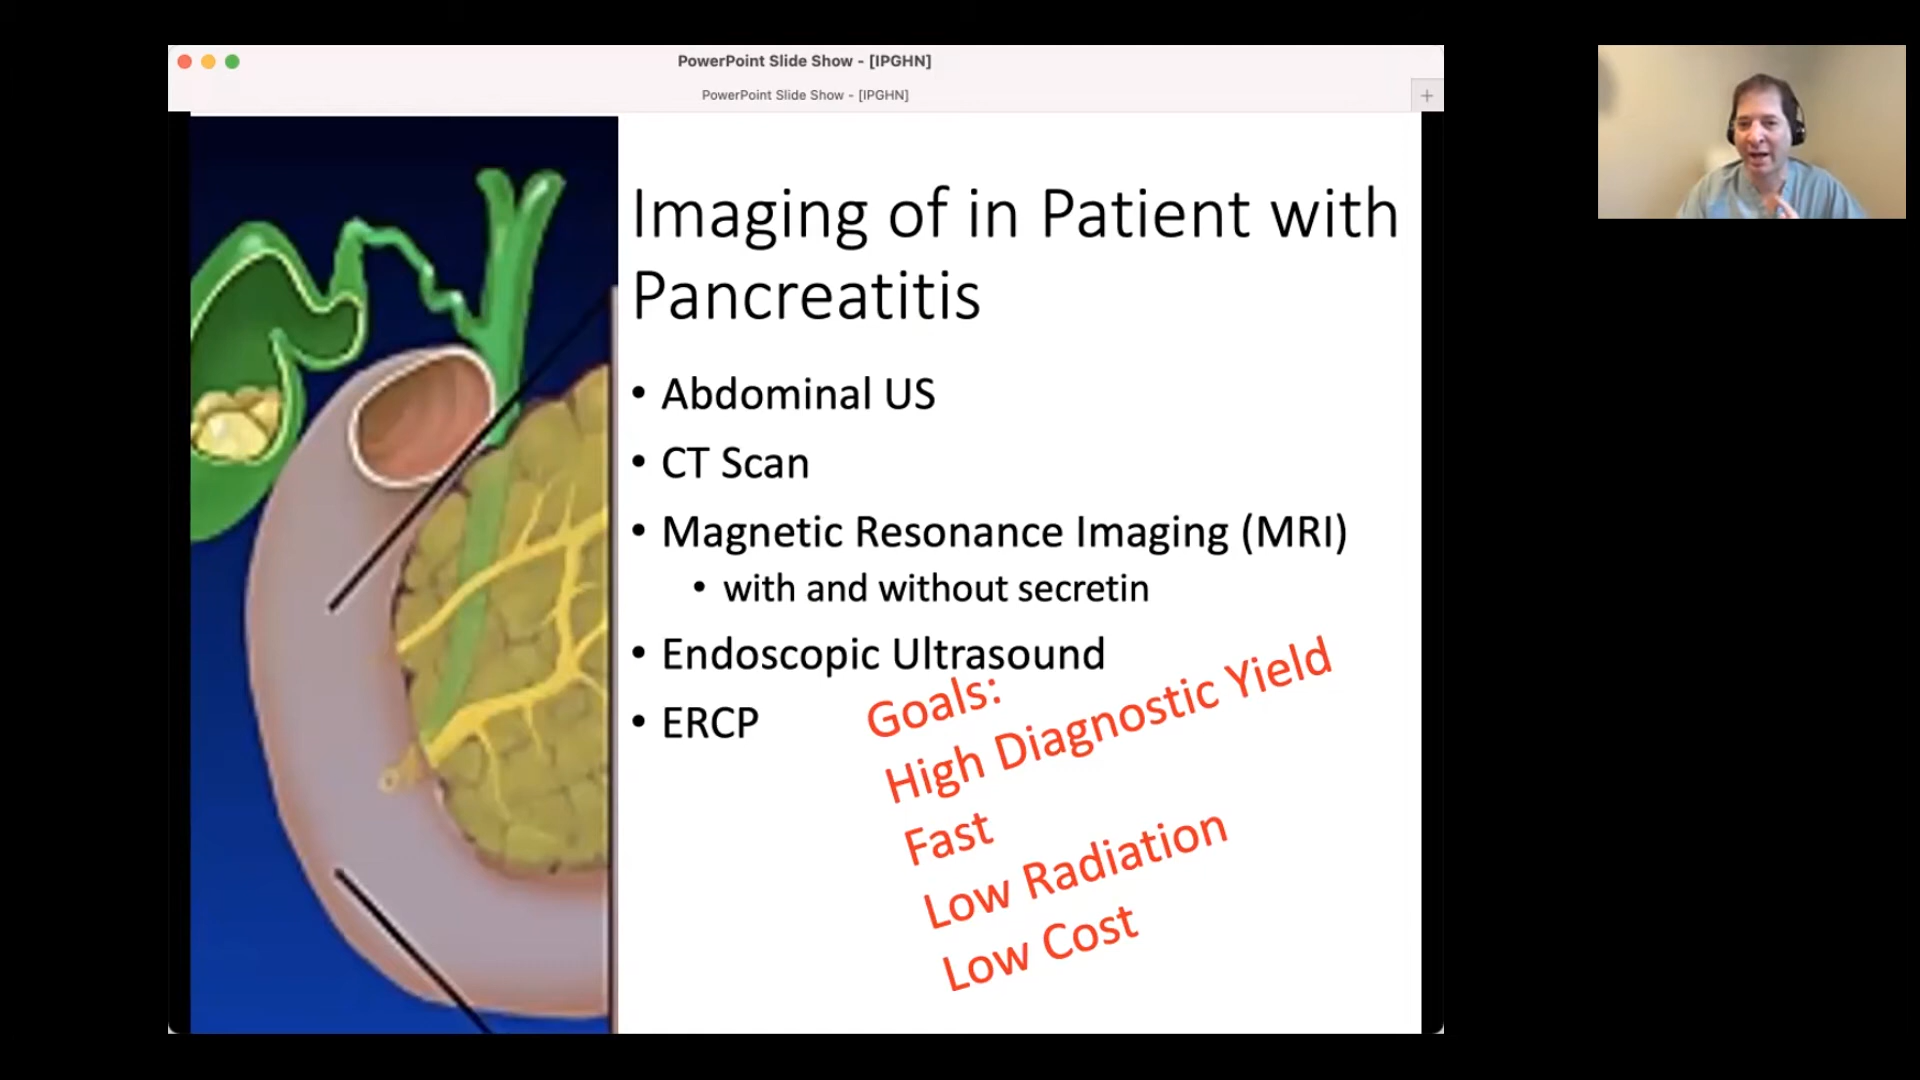 PowerPoint Slide Show - [IPGHN]
PowerPoint Slide Show - [IPGHN]
Imaging of in Patient with
Pancreatitis
• Abdominal US
• CT Scan
• Magnetic Resonance Imaging (MRI)
• with and without secretin
• Endoscopic Ultrasound
• ERCP
Goals:
High Diagnostic Yield
Fast
Low Radiation
Low Cost